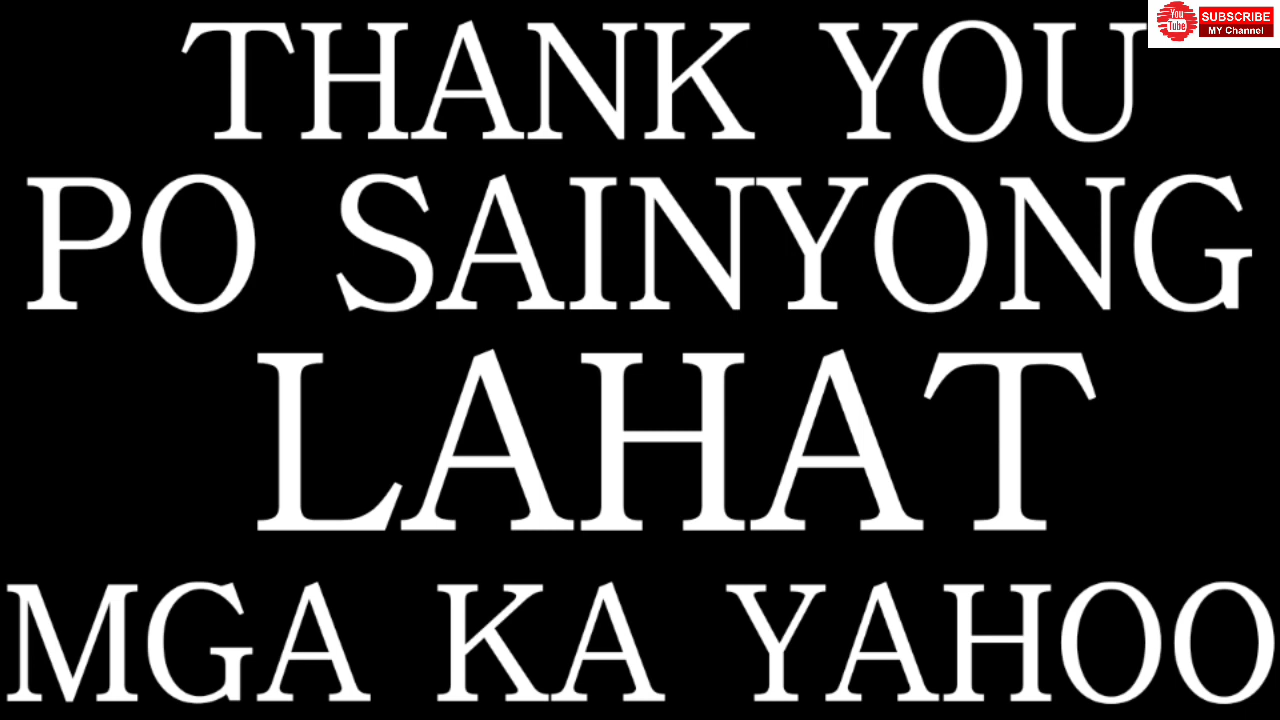 THANK YOU
PO SAINYONG
LAHAT
MGA KA YAHOO
You
Tube
SUBSCRIBE
MY Channel